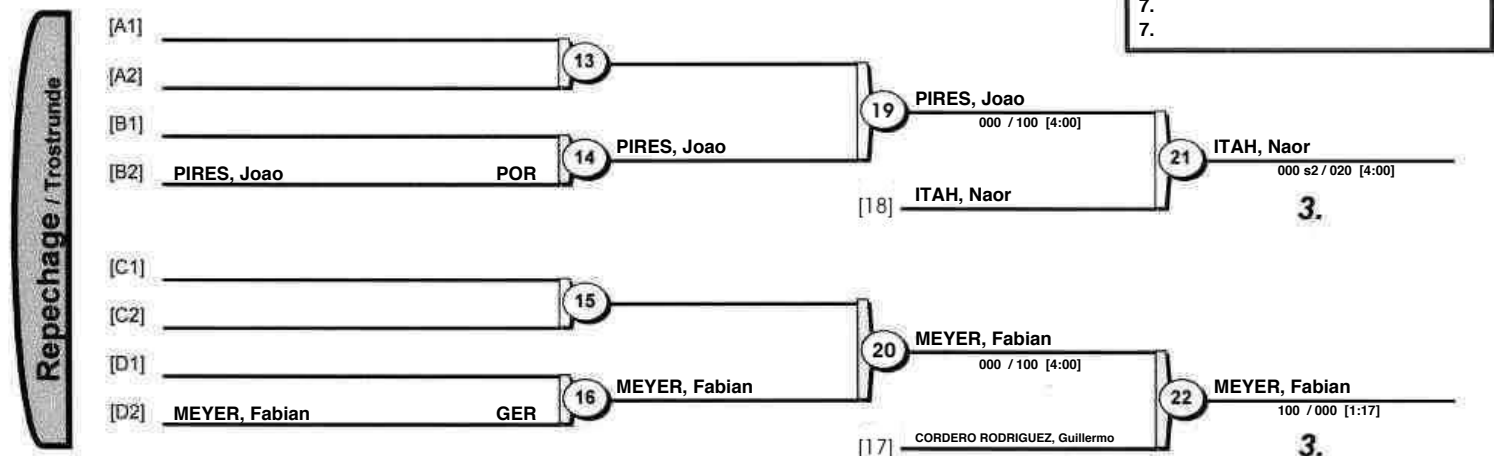 7.
7.
Repechage / Trostrunde
[A1]
13
[A2]
19
PIRES, Joao
000 / 100 [4:00]
[B1]
14
PIRES, Joao
21
ITAH, Naor
000 s2 / 020 [4:00]
[B2]
PIRES, Joao POR
[18]
ITAH, Naor
3.
[C1]
15
[C2]
20
MEYER, Fabian
000 / 100 [4:00]
[D1]
16
MEYER, Fabian
22
MEYER, Fabian
100 / 000 [1:17]
[D2]
MEYER, Fabian GER
[17]
CORDERO RODRIGUEZ, Guillermo
3.